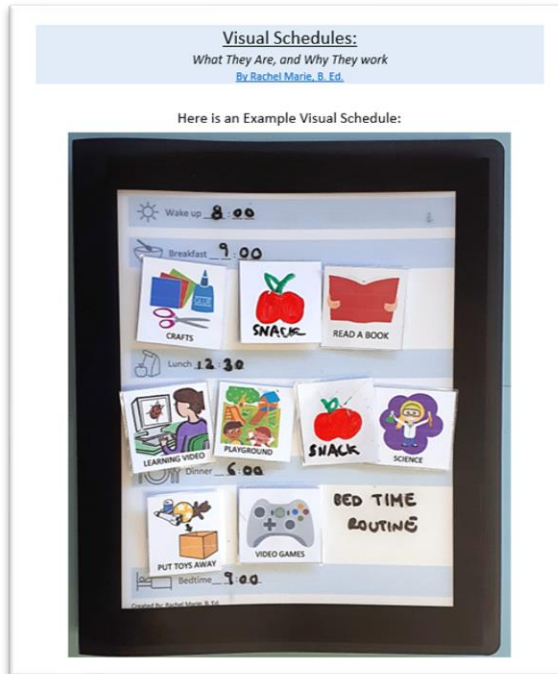 Visual Schedules:
What They Are, and Why They work
By Rachel Marie, B. Ed.
Here is an Example Visual Schedule:
Wake up 8:00
Breakfast 9:00
GLUE
CRAFTS
SNACK
READ A BOOK
Lunch 12:30
LEARNING VIDEO
PLAYGROUND
SNACK
SCIENCE
Dinner 6:00
PUT TOYS AWAY
VIDEO GAMES
BED TIME
ROUTINE
Bedtime 9:00
Created By: Rachel Marie, B. Ed.